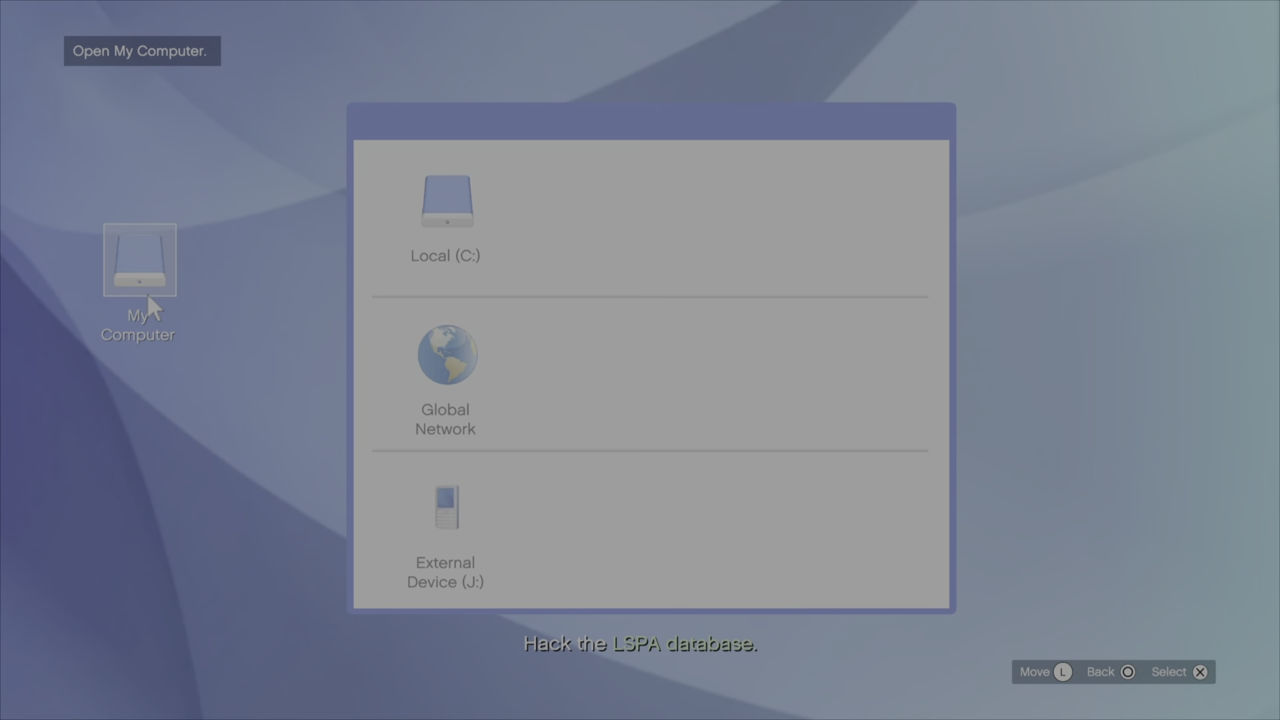 Open My Computer.
Local (C:)
My
Computer
Global
Network
External
Device (J:)
Hack the LSPA database.
Move L Back Select